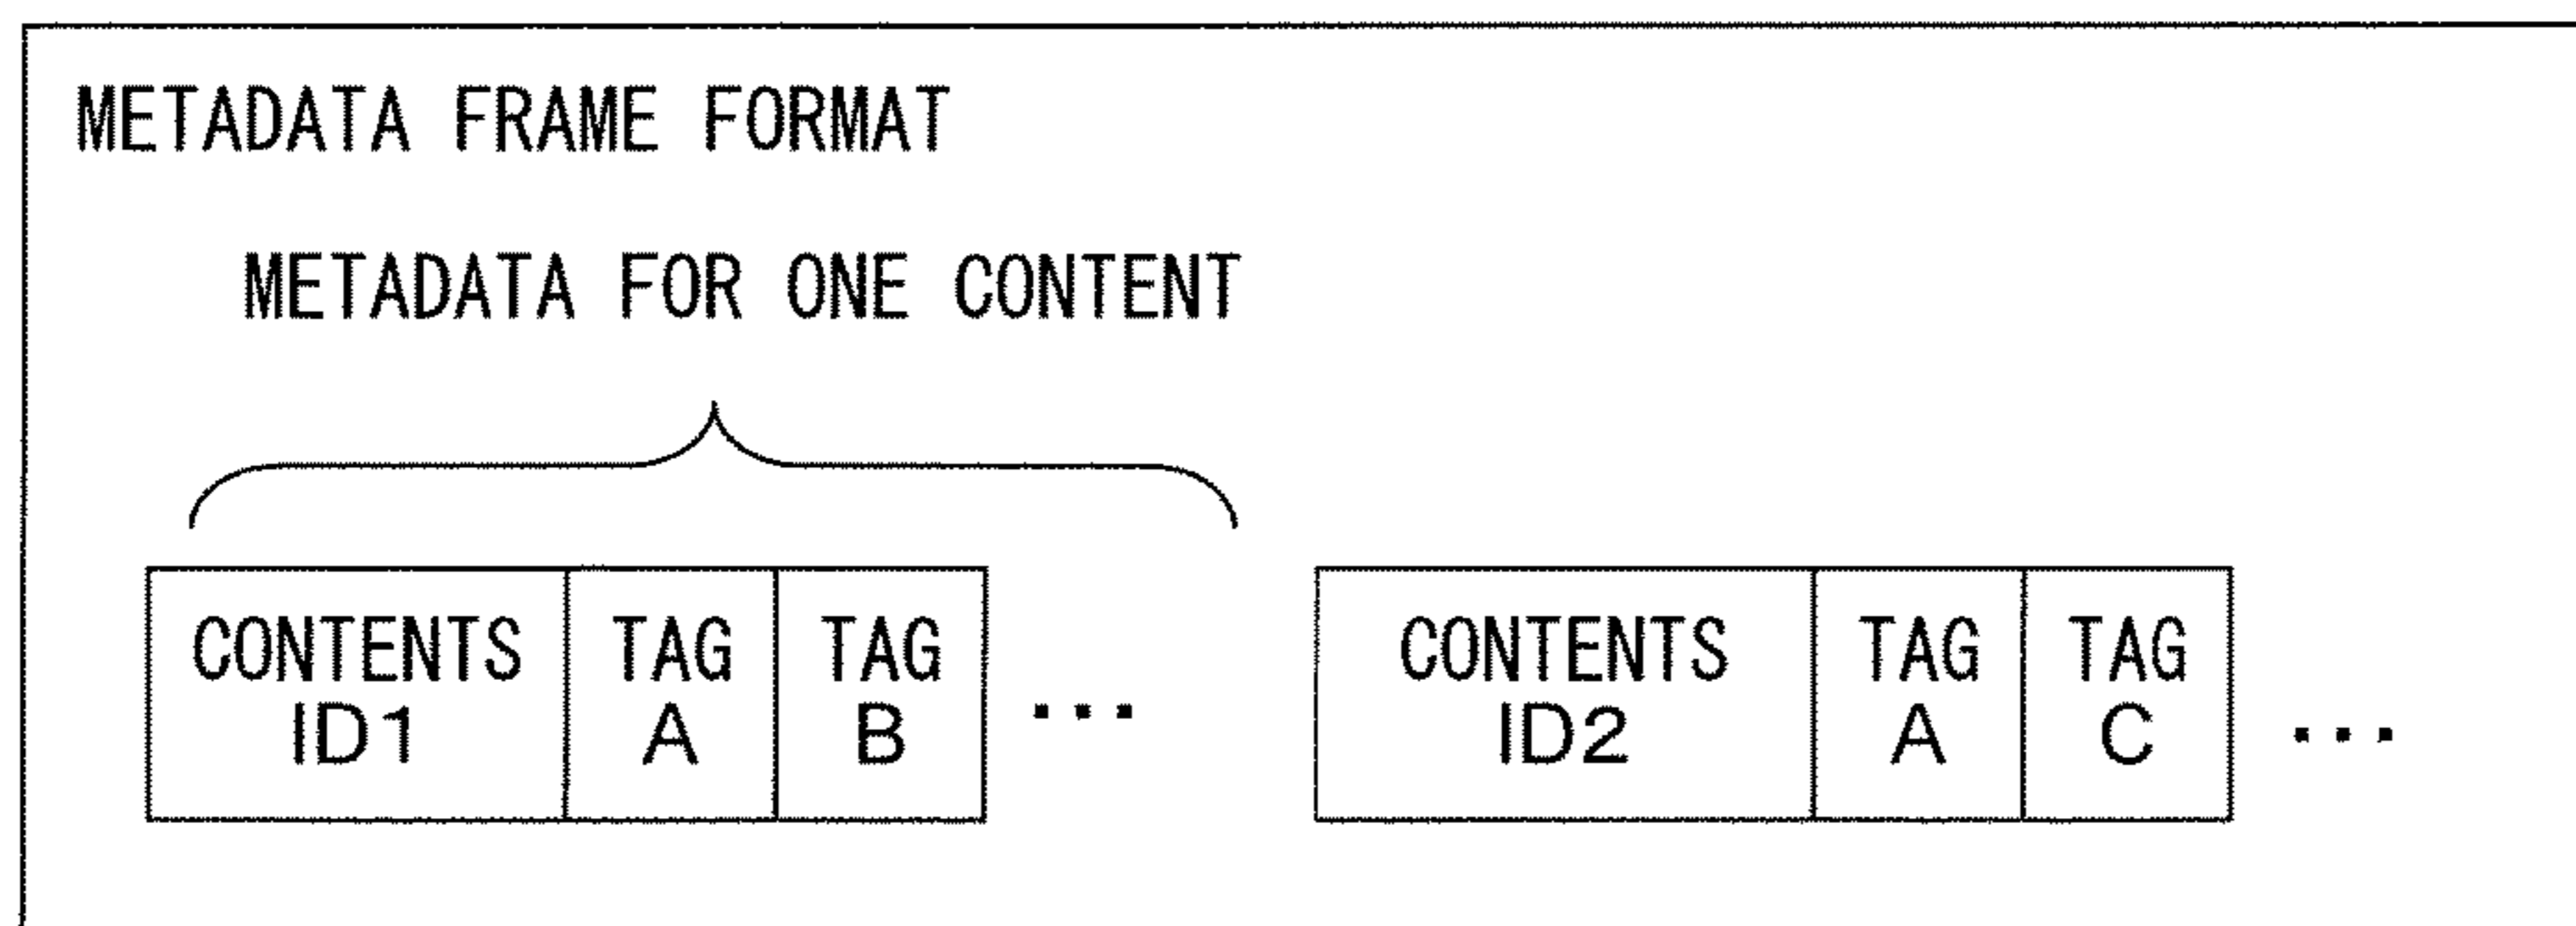 METADATA FRAME FORMAT
METADATA FOR ONE CONTENT
CONTENTS TAG TAG ... CONTENTS TAG TAG ...
ID1 A B ID2 A C